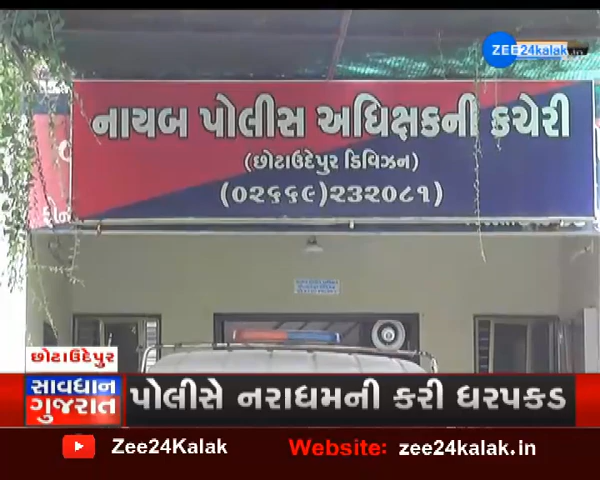 ZEE24kalak.in
નાયબ પોલીસ અધિક્ષકની કચેરી
(છોટાઉદેપુર ડિવિઝન)
(૦૨૬૬૯)૨૩૨૦૮૧)
છોટાઉદેપુર
સાવધાન ગુજરાત
પોલીસે નરાધમની કરી ધરપકડ
Zee24Kalak Website: zee24kalak.in